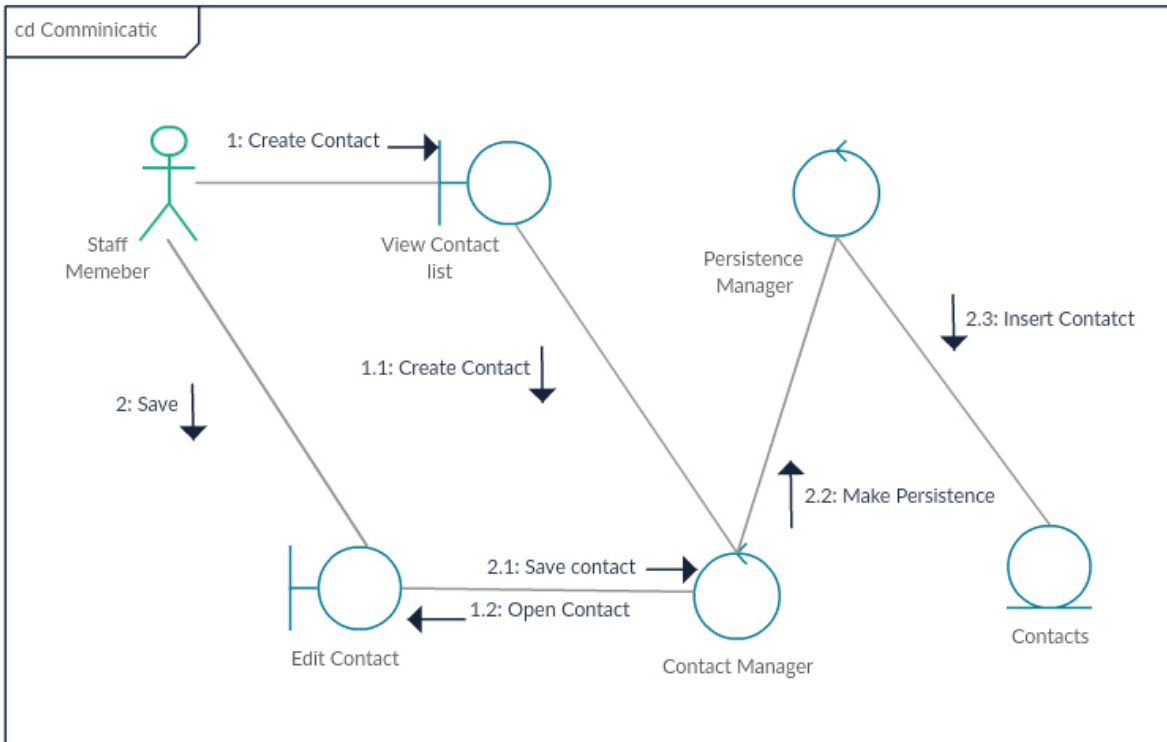 cd Comminicatic
1: Create Contact
Staff
Memeber
View Contact
list
Persistence
Manager
2.3: Insert Contatct
1.1: Create Contact
2: Save
2.2: Make Persistence
2.1: Save contact
1.2: Open Contact
Edit Contact
Contact Manager
Contacts